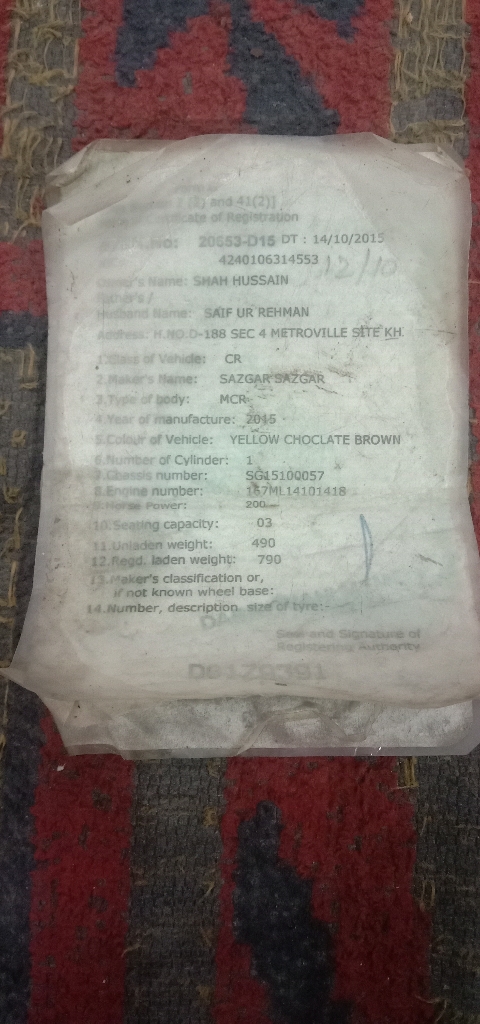 (2) and 41(2)]
of Registration
NO: 20653-D15 DT : 14/10/2015
4240106314553 12/10
Owner's Name: SHAH HUSSAIN
Father's /
Husband Name: SAIF UR REHMAN
Address: H.NO.D-188 SEC 4 METROVILLE SITE KH
1.Class of Vehicle: CR
2.Maker's Name: SAZGAR SAZGAR
3.Type of body: MCR
4.Year of manufacture: 2015
5.Colour of Vehicle: YELLOW CHOCLATE BROWN
6.Number of Cylinder: 1
7.Chassis number: SG15100057
8.Engine number: 167ML14101418
9.Horse Power: 200
10.Seating capacity: 03
11.Unladen weight: 490
12.Regd. laden weight: 790
13.Maker's classification or,
if not known wheel base:
14.Number, description size of tyre:-
Seal and Signature of
Registering Authority